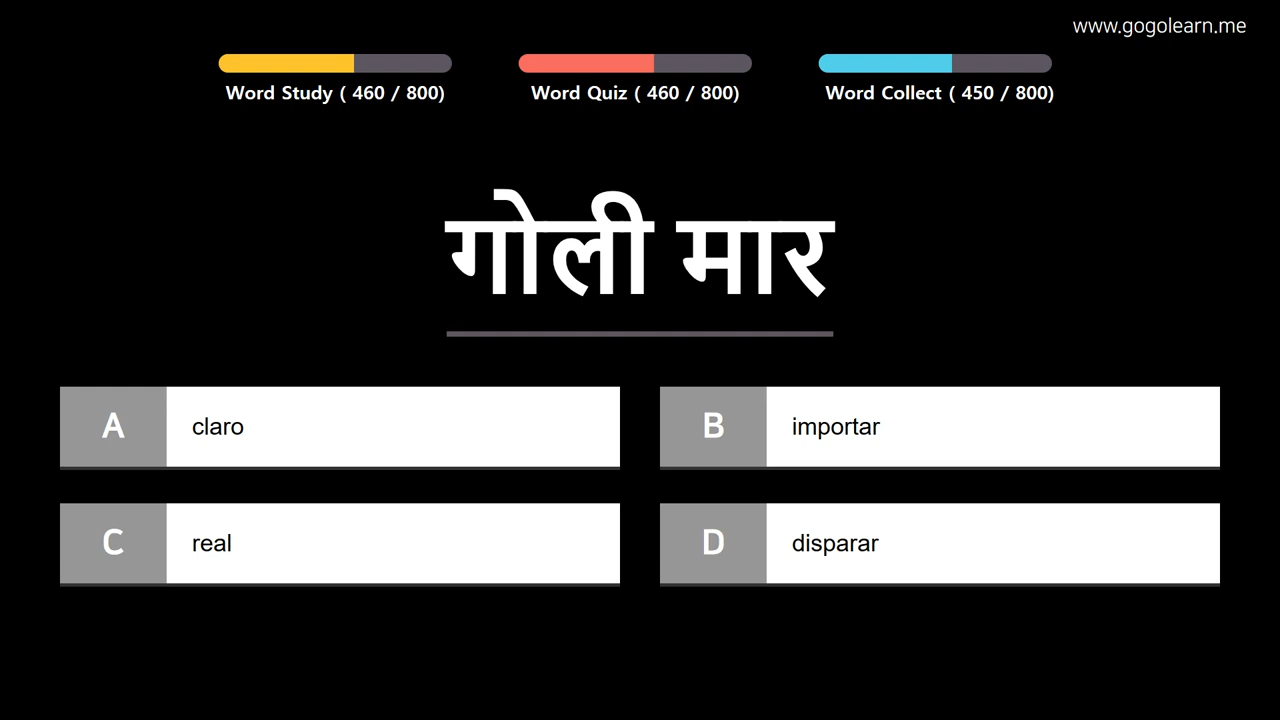 www.gogolearn.me
Word Study ( 460 / 800)
Word Quiz ( 460 / 800)
Word Collect ( 450 / 800)
गोली मार
A claro
B importar
C real
D disparar